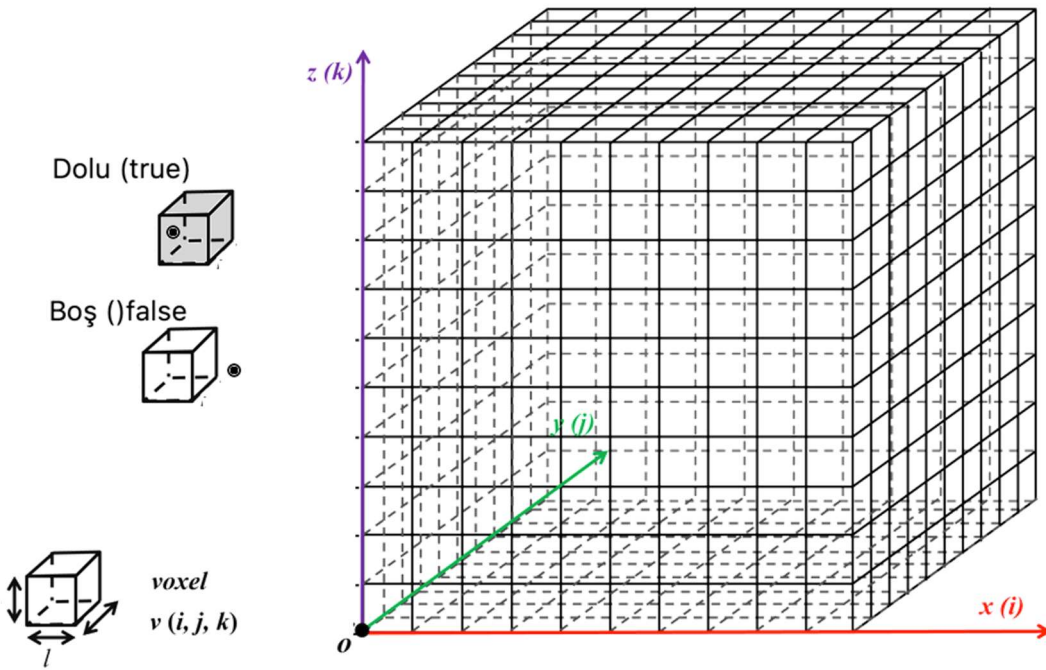 z (k)
Dolu (true)
Boş ()false
y (j)
voxel
v (i, j, k)
x (i)
o
l